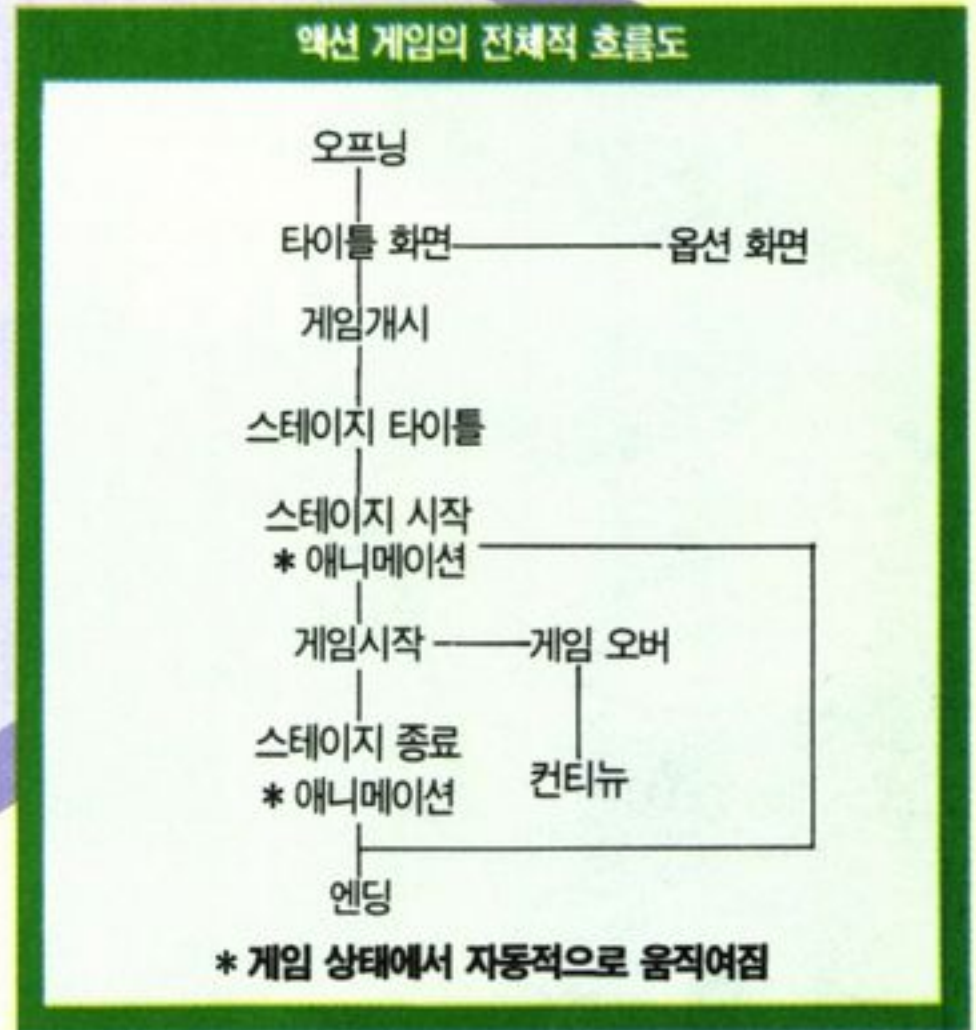 액션 게임의 전체적 흐름도
오프닝
타이틀 화면 옵션 화면
게임개시
스테이지 타이틀
스테이지 시작
* 애니메이션
게임시작 게임 오버
스테이지 종료
컨티뉴
* 애니메이션
엔딩
* 게임 상태에서 자동적으로 움직여짐